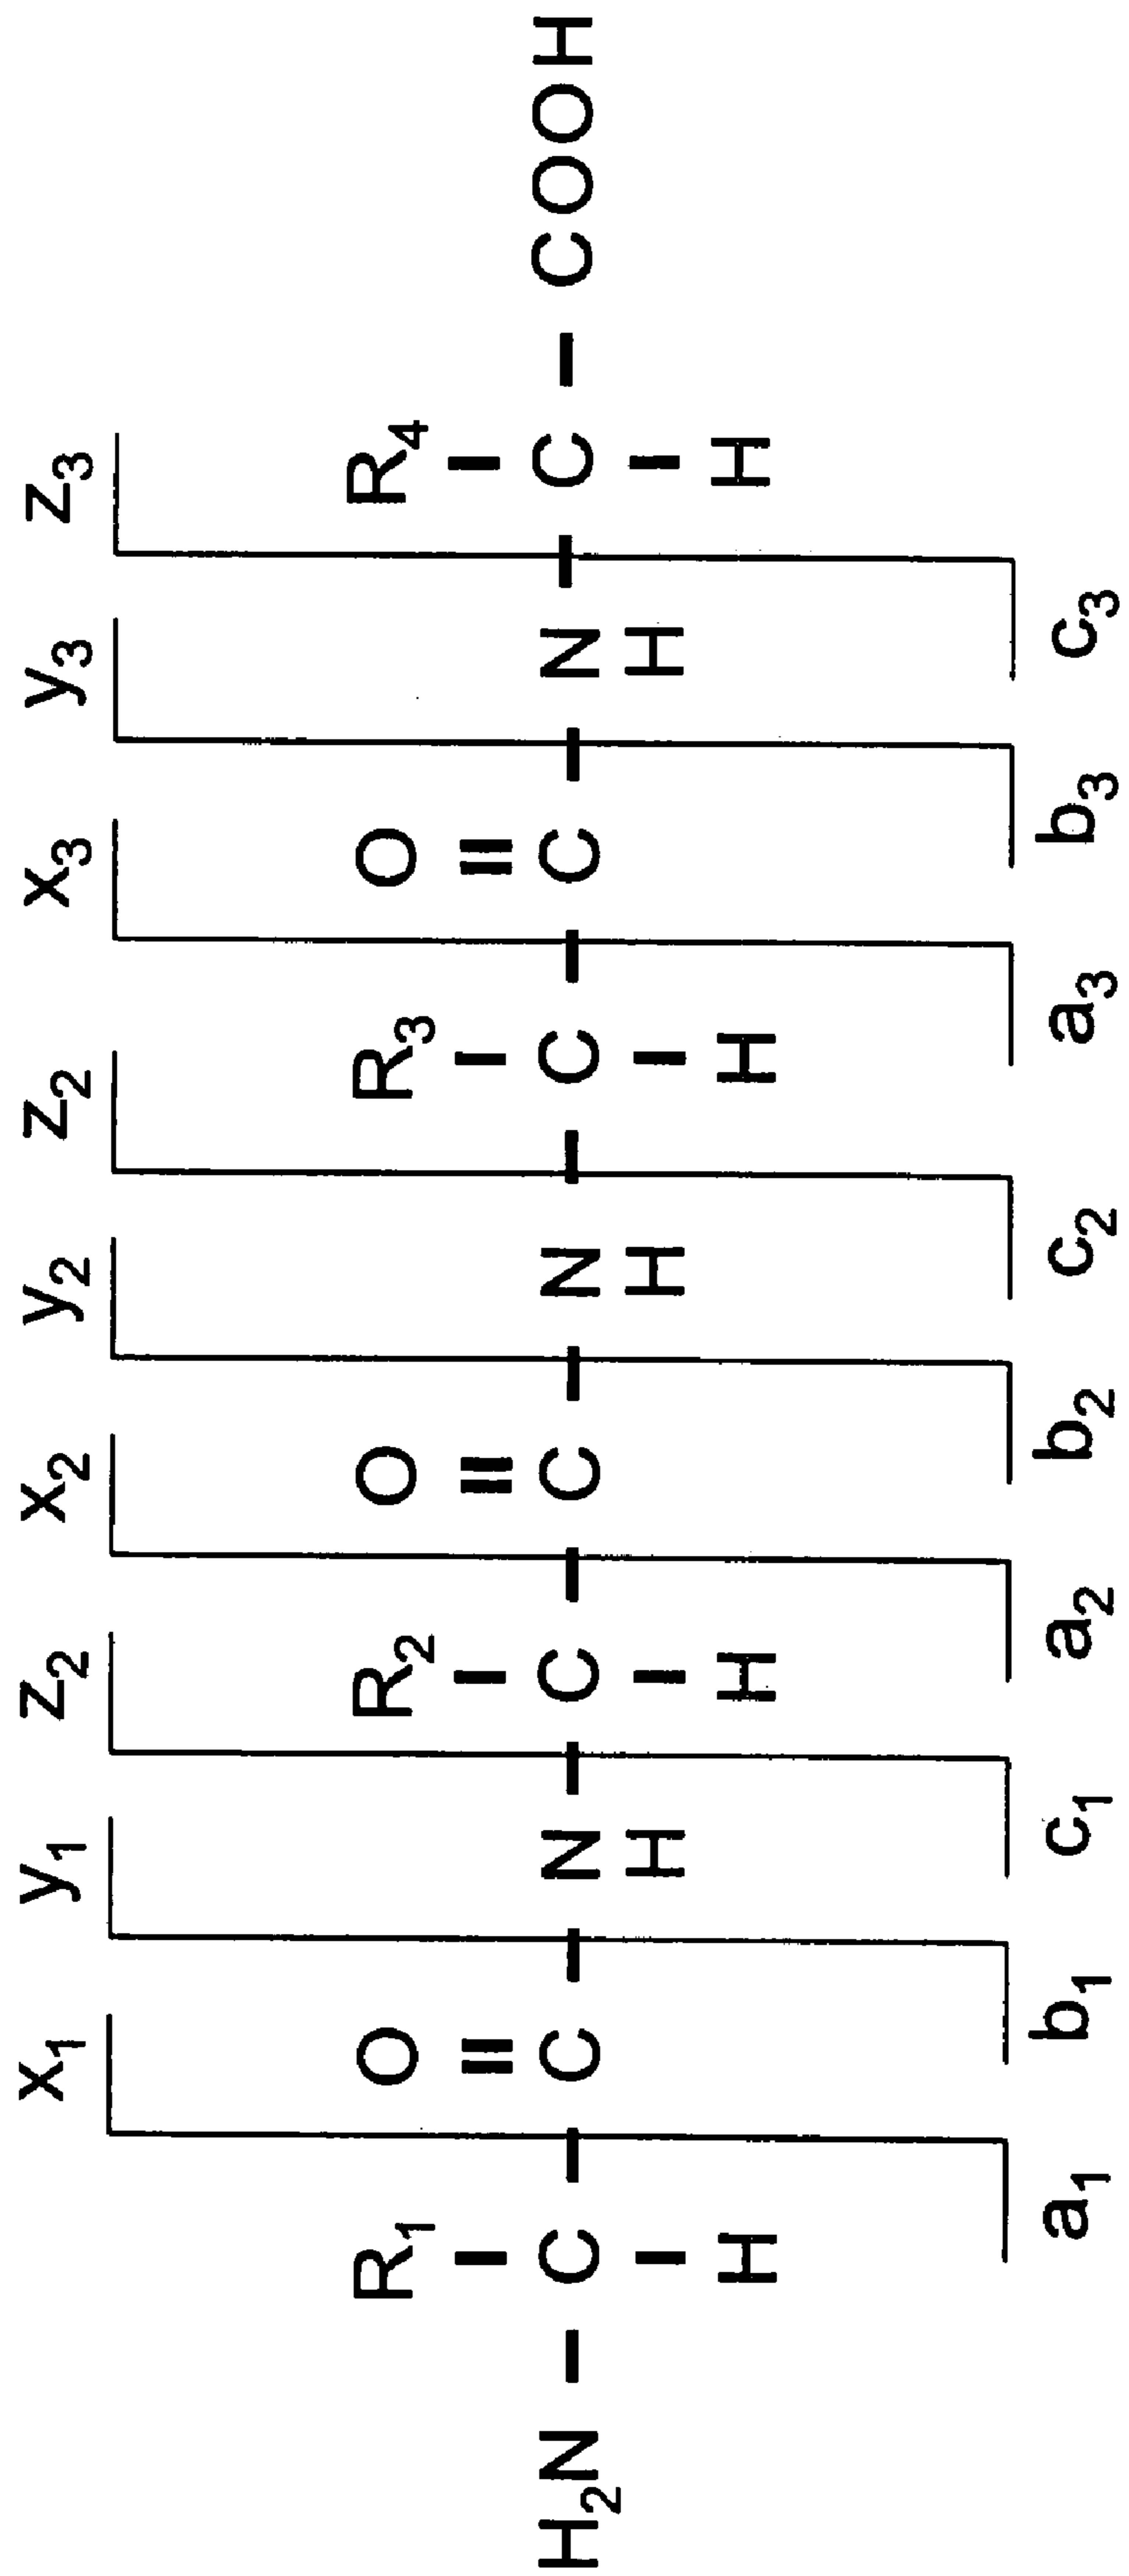 x₁ y₁ z₂ x₂ y₂ z₂ x₃ y₃ z₃
R₁ O R₂ O R₃ O R₄
H₂N – C – C – N – C – C – N – C – C – N – C – COOH
H H H H H H H
a₁ b₁ c₁ a₂ b₂ c₂ a₃ b₃ c₃